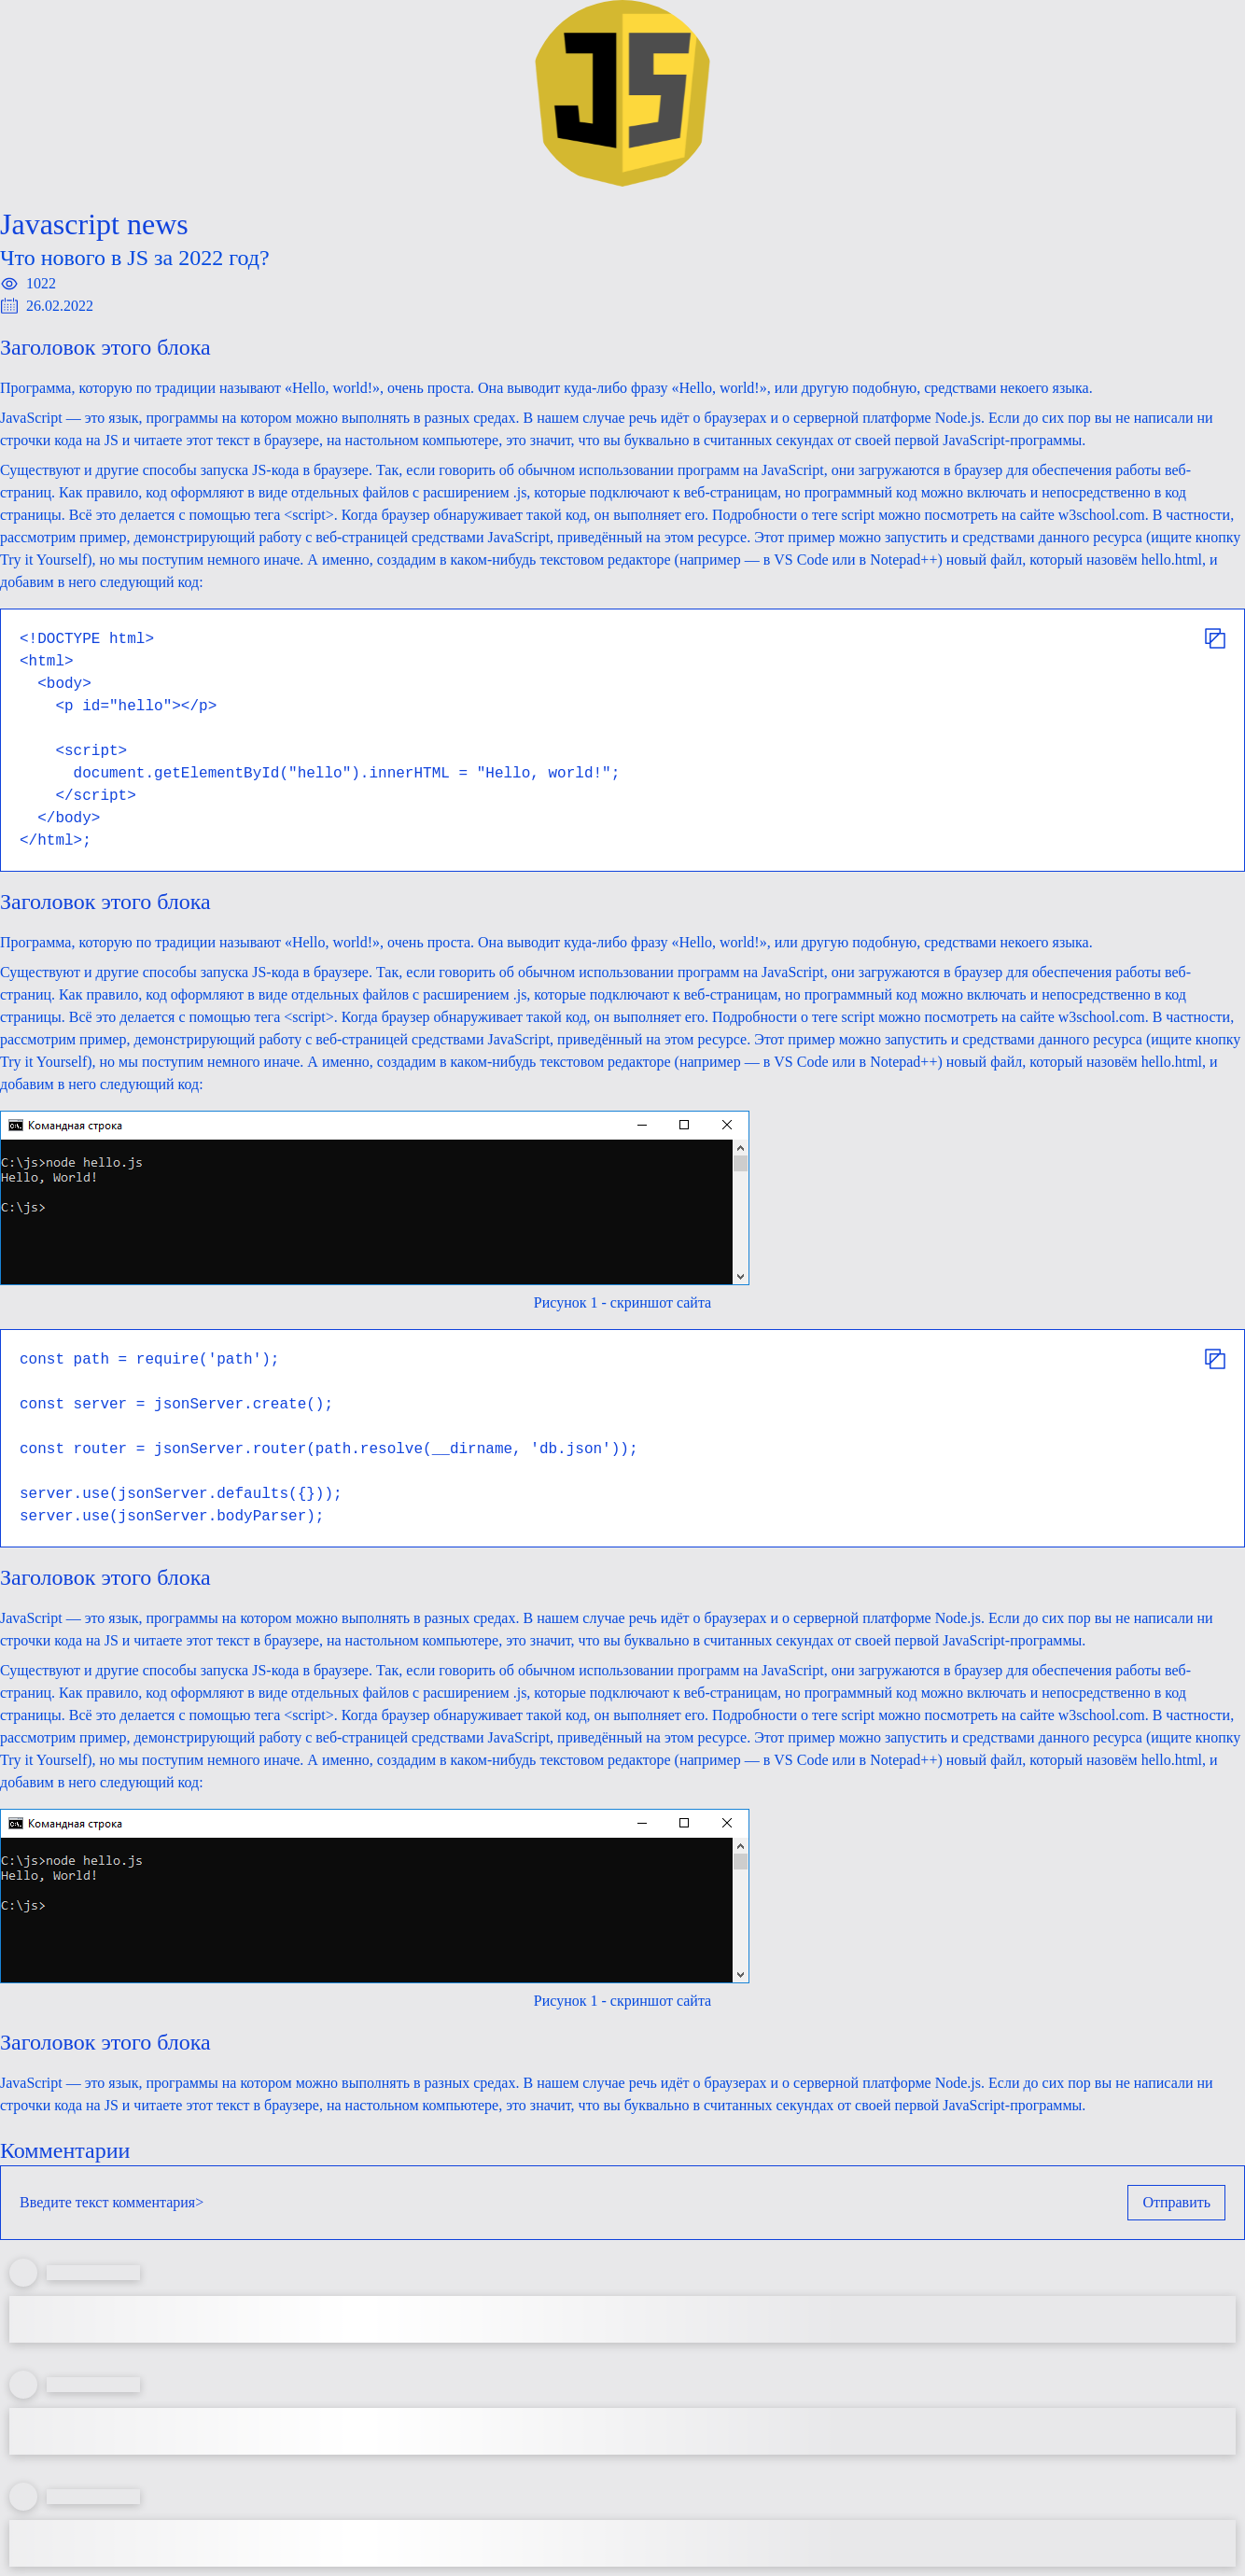 JS
Javascript news
Что нового в JS за 2022 год?
1022
26.02.2022
Заголовок этого блока
Программа, которую по традиции называют «Hello, world!», очень проста. Она выводит куда-либо фразу «Hello, world!», или другую подобную, средствами некоего языка.
JavaScript — это язык, программы на котором можно выполнять в разных средах. В нашем случае речь идёт о браузерах и о серверной платформе Node.js. Если до сих пор вы не написали ни
строчки кода на JS и читаете этот текст в браузере, на настольном компьютере, это значит, что вы буквально в считанных секундах от своей первой JavaScript-программы.
Существуют и другие способы запуска JS-кода в браузере. Так, если говорить об обычном использовании программ на JavaScript, они загружаются в браузер для обеспечения работы веб-
страниц. Как правило, код оформляют в виде отдельных файлов с расширением .js, которые подключают к веб-страницам, но программный код можно включать и непосредственно в код
страницы. Всё это делается с помощью тега <script>. Когда браузер обнаруживает такой код, он выполняет его. Подробности о теге script можно посмотреть на сайте w3school.com. В частности,
рассмотрим пример, демонстрирующий работу с веб-страницей средствами JavaScript, приведённый на этом ресурсе. Этот пример можно запустить и средствами данного ресурса (ищите кнопку
Try it Yourself), но мы поступим немного иначе. А именно, создадим в каком-нибудь текстовом редакторе (например — в VS Code или в Notepad++) новый файл, который назовём hello.html, и
добавим в него следующий код:
<!DOCTYPE html>
<html>
  <body>
    <p id="hello"></p>
    <script>
      document.getElementById("hello").innerHTML = "Hello, world!";
    </script>
  </body>
</html>;
Заголовок этого блока
Программа, которую по традиции называют «Hello, world!», очень проста. Она выводит куда-либо фразу «Hello, world!», или другую подобную, средствами некоего языка.
Существуют и другие способы запуска JS-кода в браузере. Так, если говорить об обычном использовании программ на JavaScript, они загружаются в браузер для обеспечения работы веб-
страниц. Как правило, код оформляют в виде отдельных файлов с расширением .js, которые подключают к веб-страницам, но программный код можно включать и непосредственно в код
страницы. Всё это делается с помощью тега <script>. Когда браузер обнаруживает такой код, он выполняет его. Подробности о теге script можно посмотреть на сайте w3school.com. В частности,
рассмотрим пример, демонстрирующий работу с веб-страницей средствами JavaScript, приведённый на этом ресурсе. Этот пример можно запустить и средствами данного ресурса (ищите кнопку
Try it Yourself), но мы поступим немного иначе. А именно, создадим в каком-нибудь текстовом редакторе (например — в VS Code или в Notepad++) новый файл, который назовём hello.html, и
добавим в него следующий код:
Командная строка
C:\js>node hello.js
Hello, World!
C:\js>
Рисунок 1 - скриншот сайта
const path = require('path');
const server = jsonServer.create();
const router = jsonServer.router(path.resolve(__dirname, 'db.json'));
server.use(jsonServer.defaults({}));
server.use(jsonServer.bodyParser);
Заголовок этого блока
JavaScript — это язык, программы на котором можно выполнять в разных средах. В нашем случае речь идёт о браузерах и о серверной платформе Node.js. Если до сих пор вы не написали ни
строчки кода на JS и читаете этот текст в браузере, на настольном компьютере, это значит, что вы буквально в считанных секундах от своей первой JavaScript-программы.
Существуют и другие способы запуска JS-кода в браузере. Так, если говорить об обычном использовании программ на JavaScript, они загружаются в браузер для обеспечения работы веб-
страниц. Как правило, код оформляют в виде отдельных файлов с расширением .js, которые подключают к веб-страницам, но программный код можно включать и непосредственно в код
страницы. Всё это делается с помощью тега <script>. Когда браузер обнаруживает такой код, он выполняет его. Подробности о теге script можно посмотреть на сайте w3school.com. В частности,
рассмотрим пример, демонстрирующий работу с веб-страницей средствами JavaScript, приведённый на этом ресурсе. Этот пример можно запустить и средствами данного ресурса (ищите кнопку
Try it Yourself), но мы поступим немного иначе. А именно, создадим в каком-нибудь текстовом редакторе (например — в VS Code или в Notepad++) новый файл, который назовём hello.html, и
добавим в него следующий код:
Командная строка
C:\js>node hello.js
Hello, World!
C:\js>
Рисунок 1 - скриншот сайта
Заголовок этого блока
JavaScript — это язык, программы на котором можно выполнять в разных средах. В нашем случае речь идёт о браузерах и о серверной платформе Node.js. Если до сих пор вы не написали ни
строчки кода на JS и читаете этот текст в браузере, на настольном компьютере, это значит, что вы буквально в считанных секундах от своей первой JavaScript-программы.
Комментарии
Введите текст комментария>
Отправить